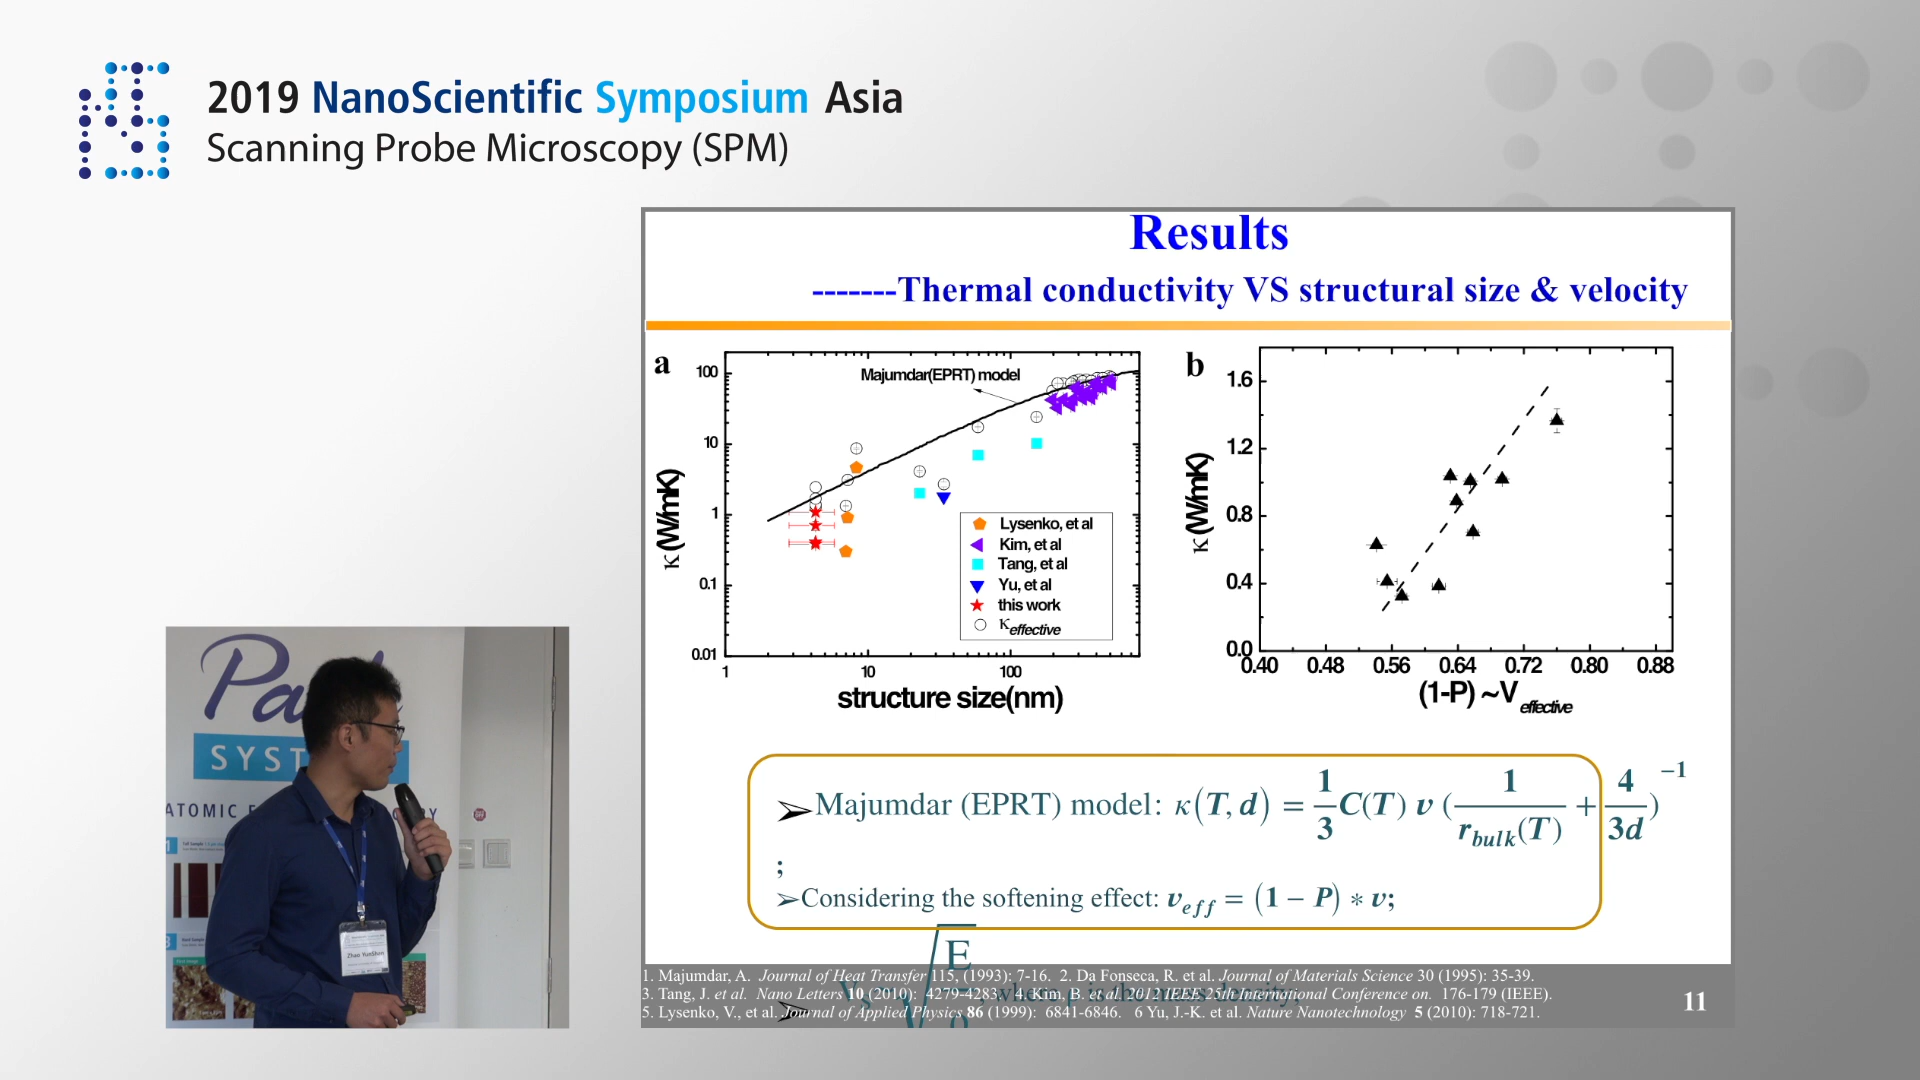 2019 NanoScientific Symposium Asia
Scanning Probe Microscopy (SPM)
Results
-------Thermal conductivity VS structural size & velocity
a
Majumdar(EPRT) model
100
10
1
0.1
0.01
κ (W/mK)
1 10 100
structure size(nm)
Lysenko, et al
Kim, et al
Tang, et al
Yu, et al
this work
κeffective
b
1.6
1.2
0.8
0.4
0.0
κ (W/mK)
0.40 0.48 0.56 0.64 0.72 0.80 0.88
(1-P) ~V effective
➢Majumdar (EPRT) model: κ(T, d) = 1/3 C(T) v (1/r_bulk(T) + 4/3d)^−1
;
➢Considering the softening effect: v_eff = (1 − P) ∗ v;
1. Majumdar, A. Journal of Heat Transfer 115, (1993): 7-16. 2. Da Fonseca, R. et al. Journal of Materials Science 30 (1995): 35-39.
3. Tang, J. et al. Nano Letters 10 (2010): 4279-4283. 4. Kim, B. et al. 2012 IEEE 25th International Conference on. 176-179 (IEEE).
5. Lysenko, V., et al. Journal of Applied Physics 86 (1999): 6841-6846. 6 Yu, J.-K. et al. Nature Nanotechnology 5 (2010): 718-721.
11
Pa
SYST
ATOMIC
Zhao YunShan